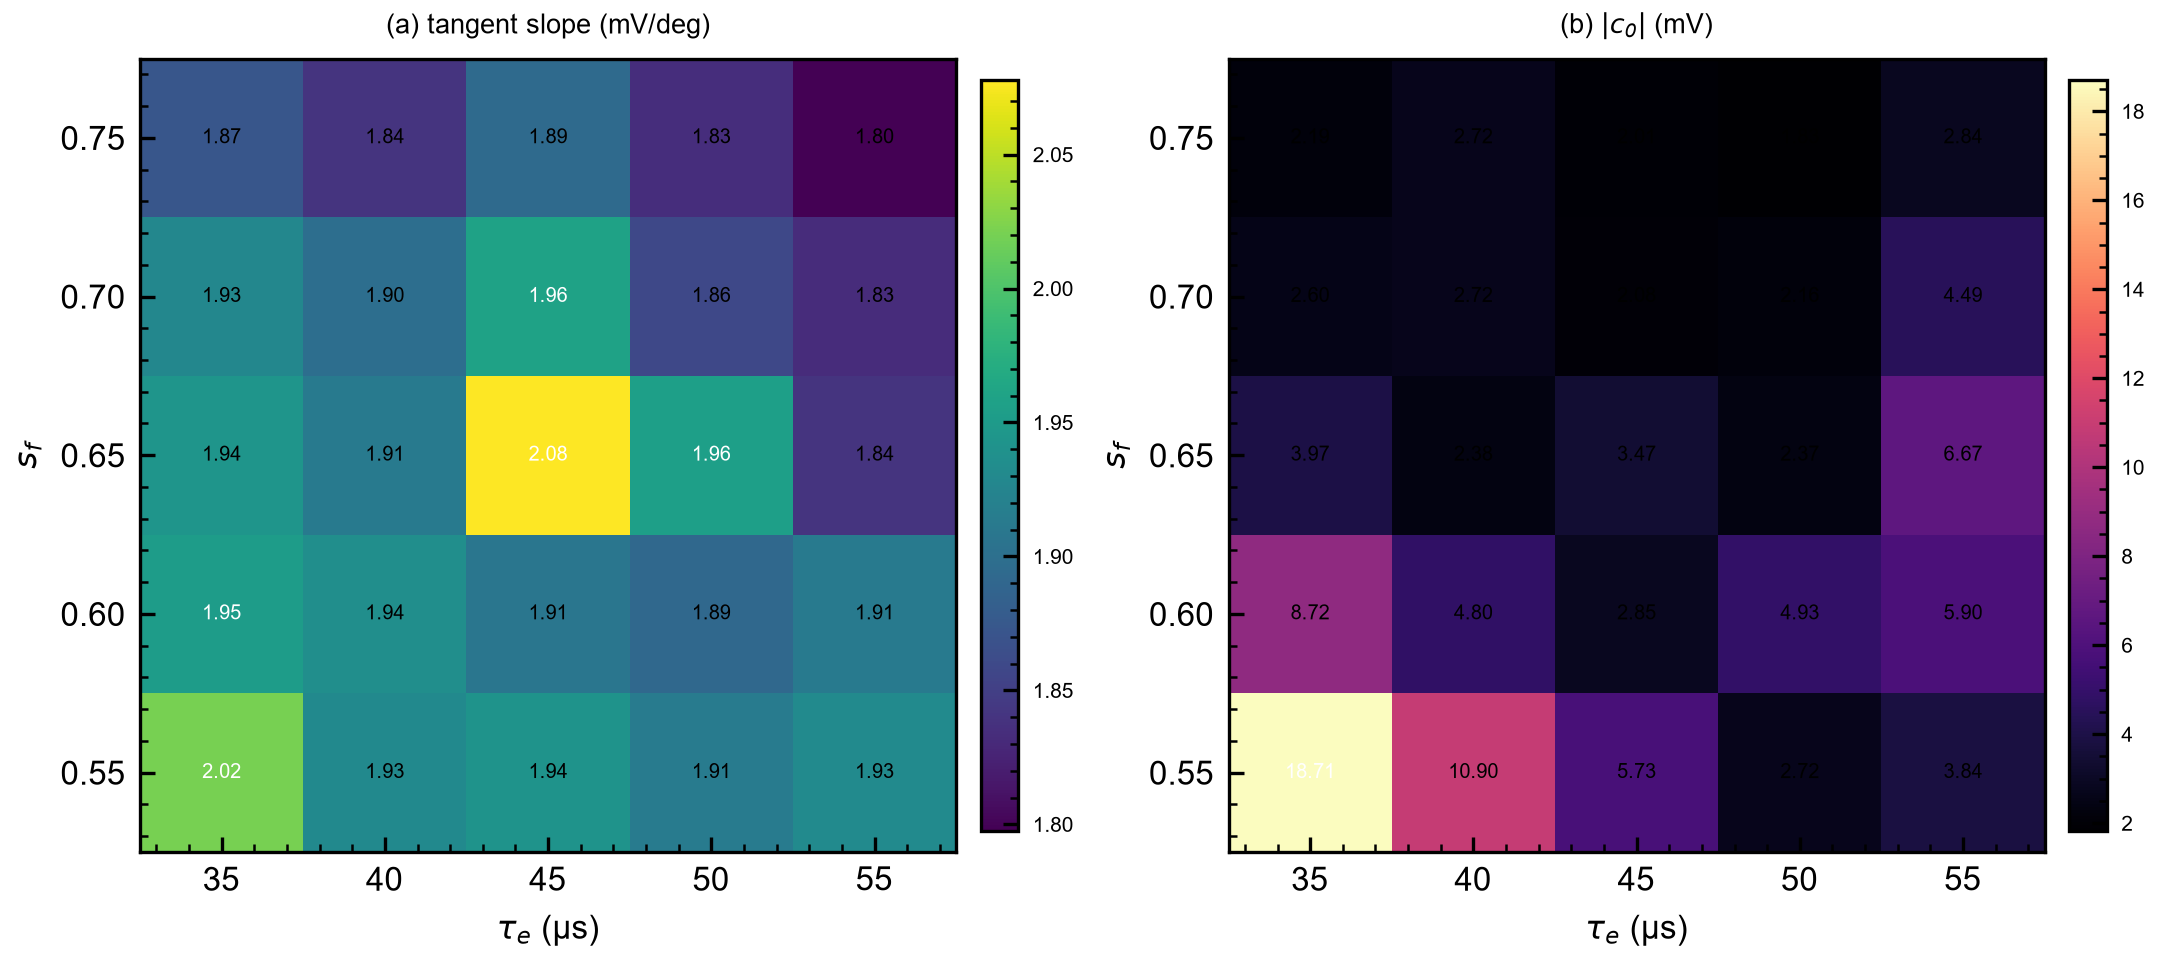 (a) tangent slope (mV/deg)
s_f
0.75
0.70
0.65
0.60
0.55
1.87 1.84 1.89 1.83 1.80
1.93 1.90 1.96 1.86 1.83
1.94 1.91 2.08 1.96 1.84
1.95 1.94 1.91 1.89 1.91
2.02 1.93 1.94 1.91 1.93
35 40 45 50 55
τ_e (μs)
2.05
2.00
1.95
1.90
1.85
1.80
(b) |c_0| (mV)
s_f
0.75
0.70
0.65
0.60
0.55
2.72 2.84
2.60 2.72 4.49
3.97 2.38 3.47 2.37 6.67
8.72 4.80 2.85 4.93 5.90
18.71 10.90 5.73 2.72 3.84
35 40 45 50 55
τ_e (μs)
18
16
14
12
10
8
6
4
2